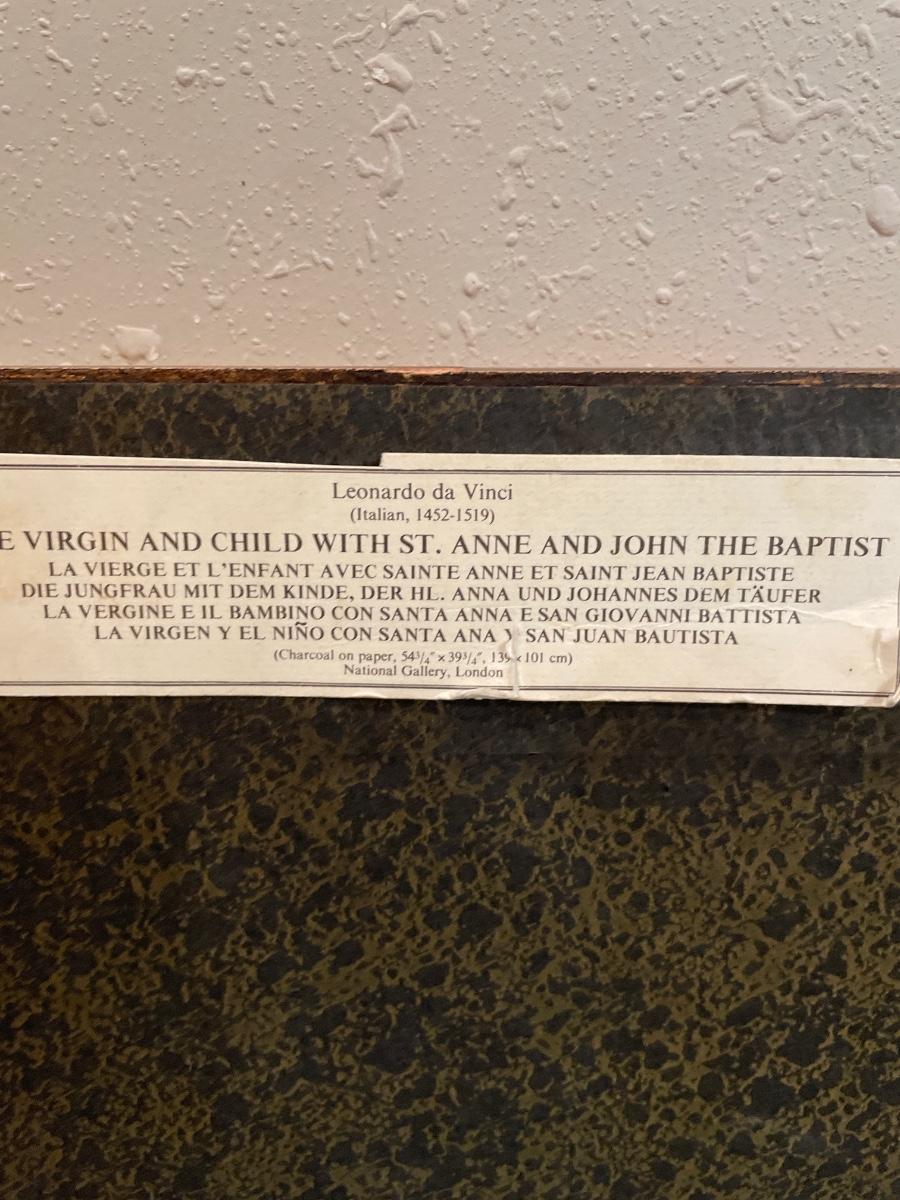 Leonardo da Vinci
(Italian, 1452-1519)
E VIRGIN AND CHILD WITH ST. ANNE AND JOHN THE BAPTIST
LA VIERGE ET L'ENFANT AVEC SAINTE ANNE ET SAINT JEAN BAPTISTE
DIE JUNGFRAU MIT DEM KINDE, DER HL. ANNA UND JOHANNES DEM TÄUFER
LA VERGINE E IL BAMBINO CON SANTA ANNA E SAN GIOVANNI BATTISTA
LA VIRGEN Y EL NIÑO CON SANTA ANA Y SAN JUAN BAUTISTA
(Charcoal on paper, 54¾″ x 39¾″, 139 x 101 cm)
National Gallery, London